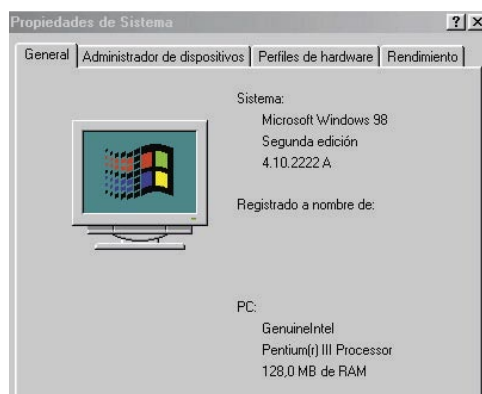 Propiedades de Sistema
General Administrador de dispositivos Perfiles de hardware Rendimiento
Sistema:
Microsoft Windows 98
Segunda edición
4.10.2222 A
Registrado a nombre de:
PC:
GenuineIntel
Pentium(r) III Processor
128,0 MB de RAM